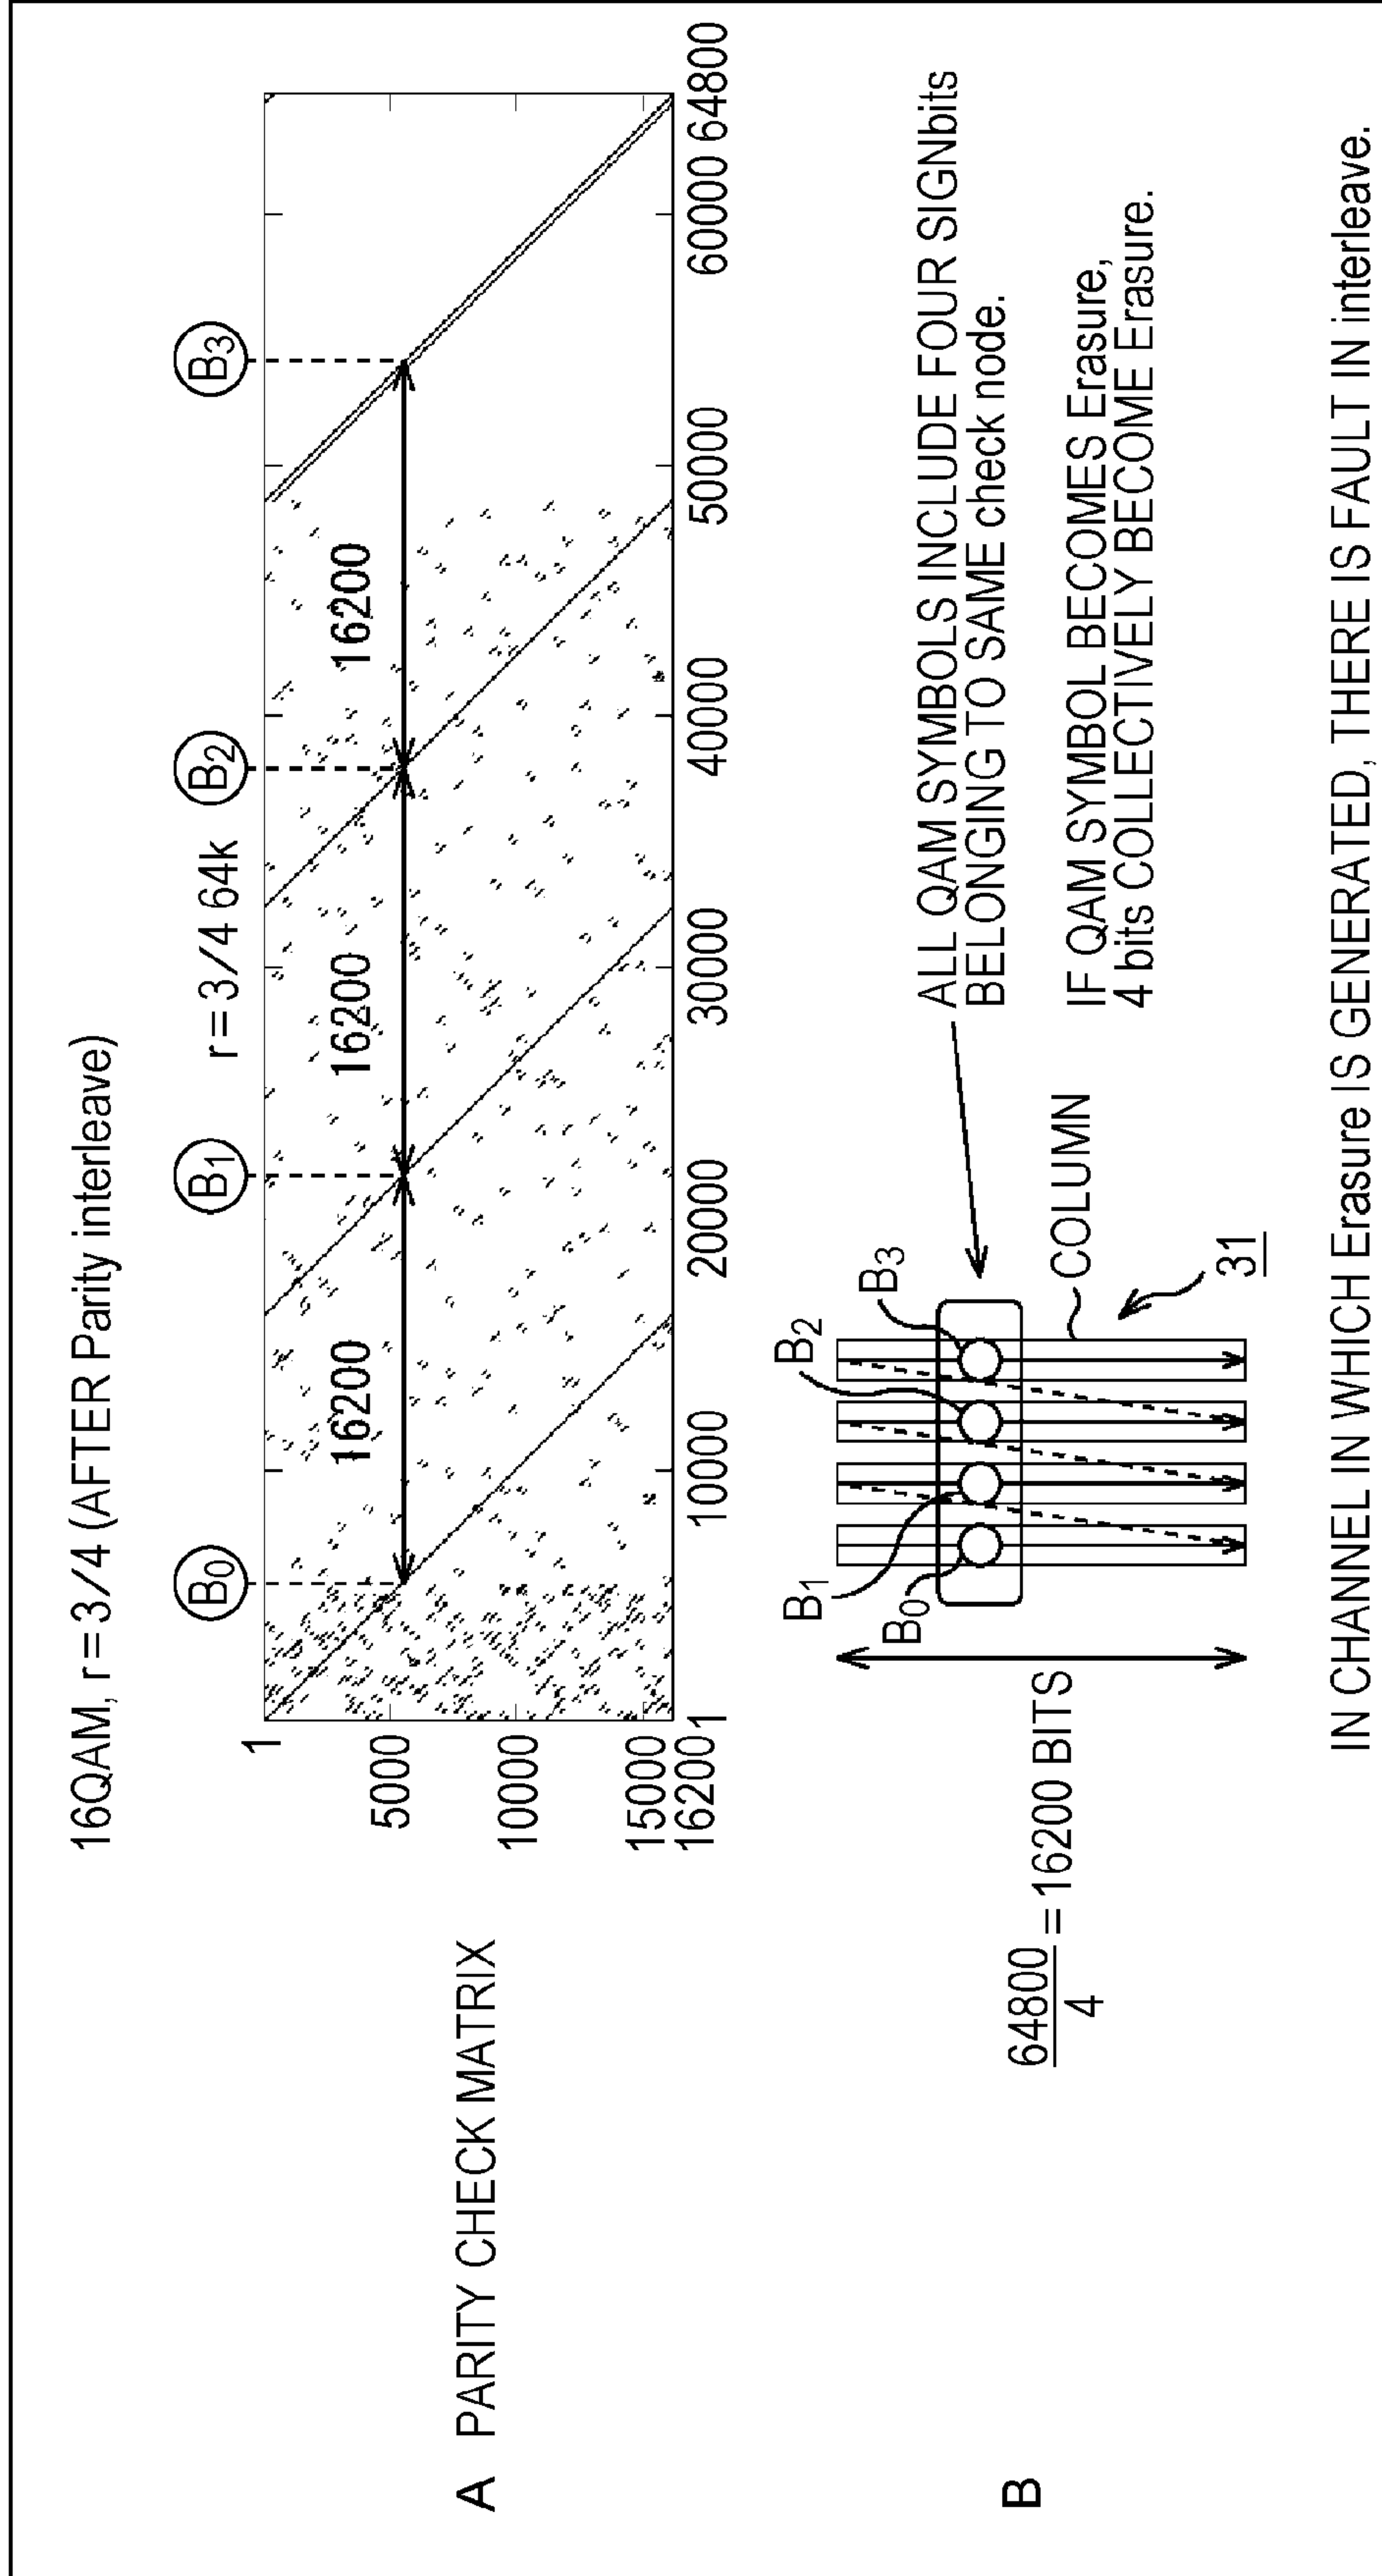 16QAM, r=3/4 (AFTER Parity interleave)
r=3/4 64k
B0
B1
B2
B3
16200
16200
16200
1
5000
10000
15000
16200
1
10000
20000
30000
40000
50000
60000
64800
A PARITY CHECK MATRIX
B
64800
4
= 16200 BITS
B0
B1
B2
B3
COLUMN
31
ALL QAM SYMBOLS INCLUDE FOUR SIGNbits
BELONGING TO SAME check node.
IF QAM SYMBOL BECOMES Erasure,
4 bits COLLECTIVELY BECOME Erasure.
IN CHANNEL IN WHICH Erasure IS GENERATED, THERE IS FAULT IN interleave.